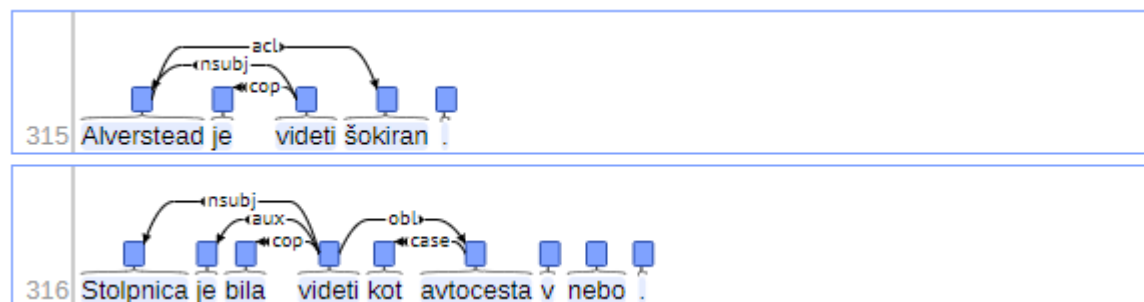 acl
nsubj
cop
315 Alverstead je videti šokiran .
nsubj
aux obl
cop case
316 Stolpnica je bila videti kot avtocesta v nebo .